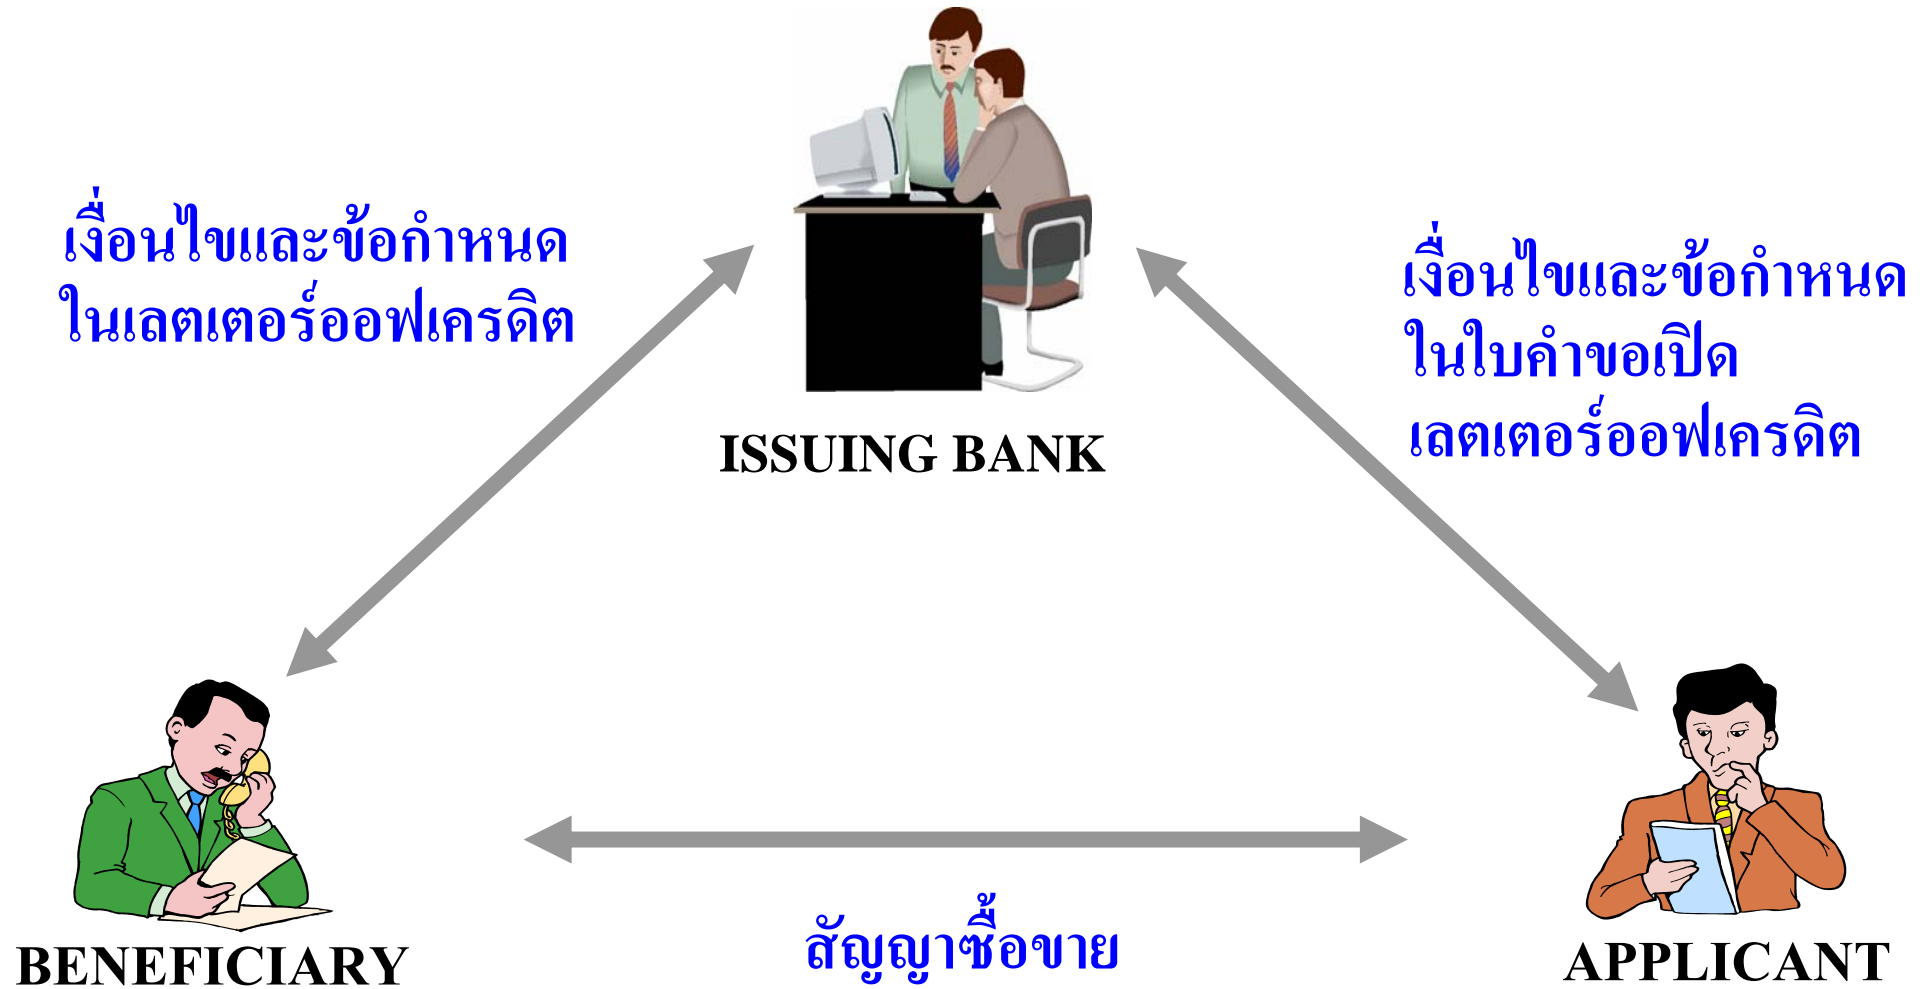 เงื่อนไขและข้อกำหนด
ในเลตเตอร์ออฟเครดิต
เงื่อนไขและข้อกำหนด
ในใบคำขอเปิด
เลตเตอร์ออฟเครดิต
ISSUING BANK
สัญญาซื้อขาย
BENEFICIARY
APPLICANT